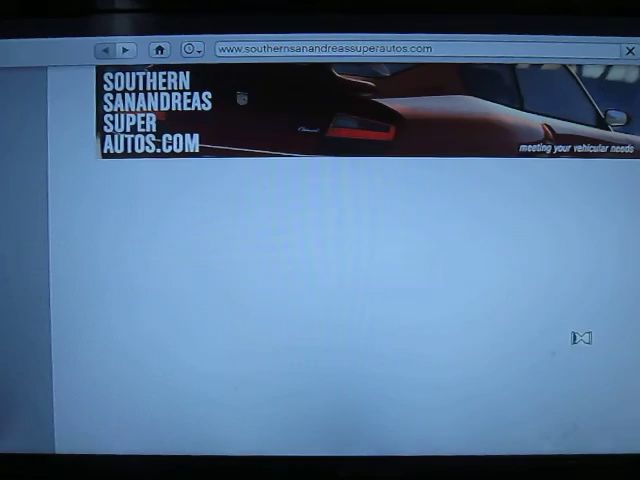 www.southernsanandreassuperautos.com
SOUTHERN
SANANDREAS
SUPER
AUTOS.COM
meeting your vehicular needs